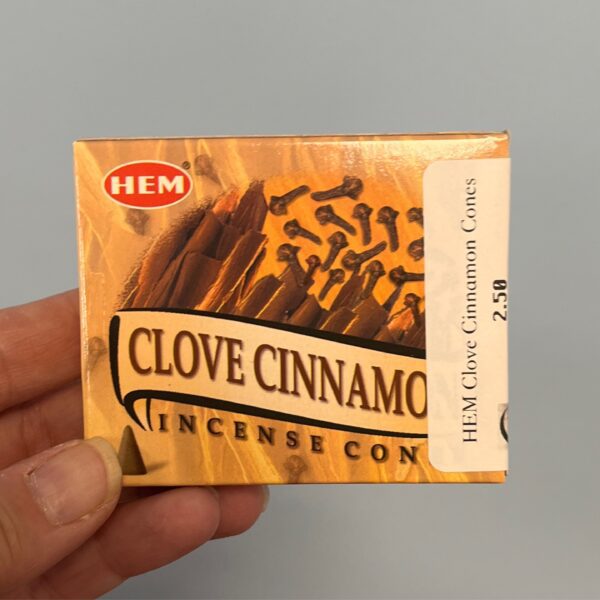 HEM®
CLOVE CINNAMO
INCENSE CON
HEM Clove Cinnamon Cones
2.50